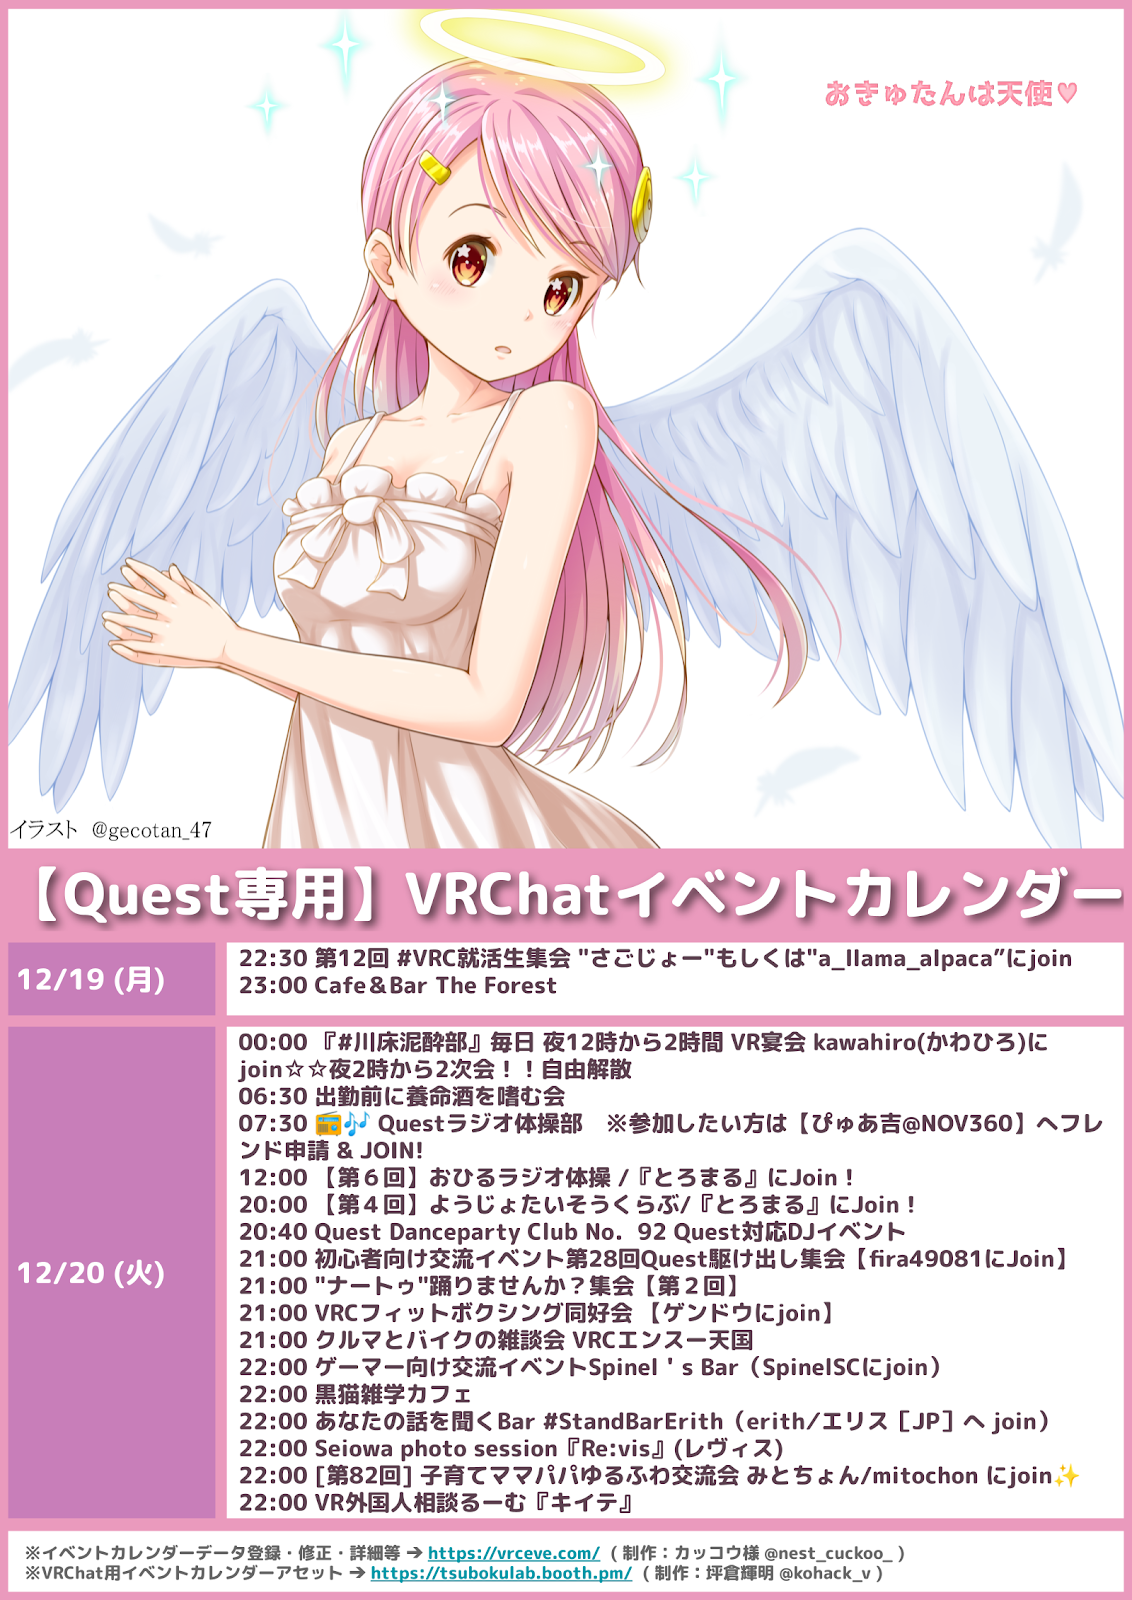 おきゅたんは天使♥
イラスト @gecotan_47
【Quest専用】VRChatイベントカレンダー
12/19 (月)
22:30 第12回 #VRC就活生集会 "さごじょー"もしくは"a_llama_alpaca”にjoin
23:00 Cafe＆Bar The Forest
12/20 (火)
00:00 『#川床泥酔部』毎日 夜12時から2時間 VR宴会 kawahiro(かわひろ)に
join☆☆夜2時から2次会！！自由解散
06:30 出勤前に養命酒を嗜む会
07:30 📻🎶 Questラジオ体操部　※参加したい方は【ぴゅあ吉@NOV360】へフレ
ンド申請 & JOIN!
12:00 【第６回】おひるラジオ体操 /『とろまる』にJoin！
20:00 【第４回】ようじょたいそうくらぶ/『とろまる』にJoin！
20:40 Quest Danceparty Club No. 92 Quest対応DJイベント
21:00 初心者向け交流イベント第28回Quest駆け出し集会【fira49081にJoin】
21:00 "ナートゥ"踊りませんか？集会【第２回】
21:00 VRCフィットボクシング同好会 【ゲンドウにjoin】
21:00 クルマとバイクの雑談会 VRCエンスー天国
22:00 ゲーマー向け交流イベントSpinel ' s Bar（SpinelSCにjoin）
22:00 黒猫雑学カフェ
22:00 あなたの話を聞くBar #StandBarErith（erith/エリス［JP］へ join）
22:00 Seiowa photo session『Re:vis』(レヴィス)
22:00 [第82回] 子育てママパパゆるふわ交流会 みとちょん/mitochon にjoin✨
22:00 VR外国人相談るーむ『キイテ』
※イベントカレンダーデータ登録・修正・詳細等 ➔ https://vrceve.com/ （ 制作：カッコウ様 @nest_cuckoo_ ）
※VRChat用イベントカレンダーアセット ➔ https://tsubokulab.booth.pm/ （ 制作：坪倉輝明 @kohack_v ）